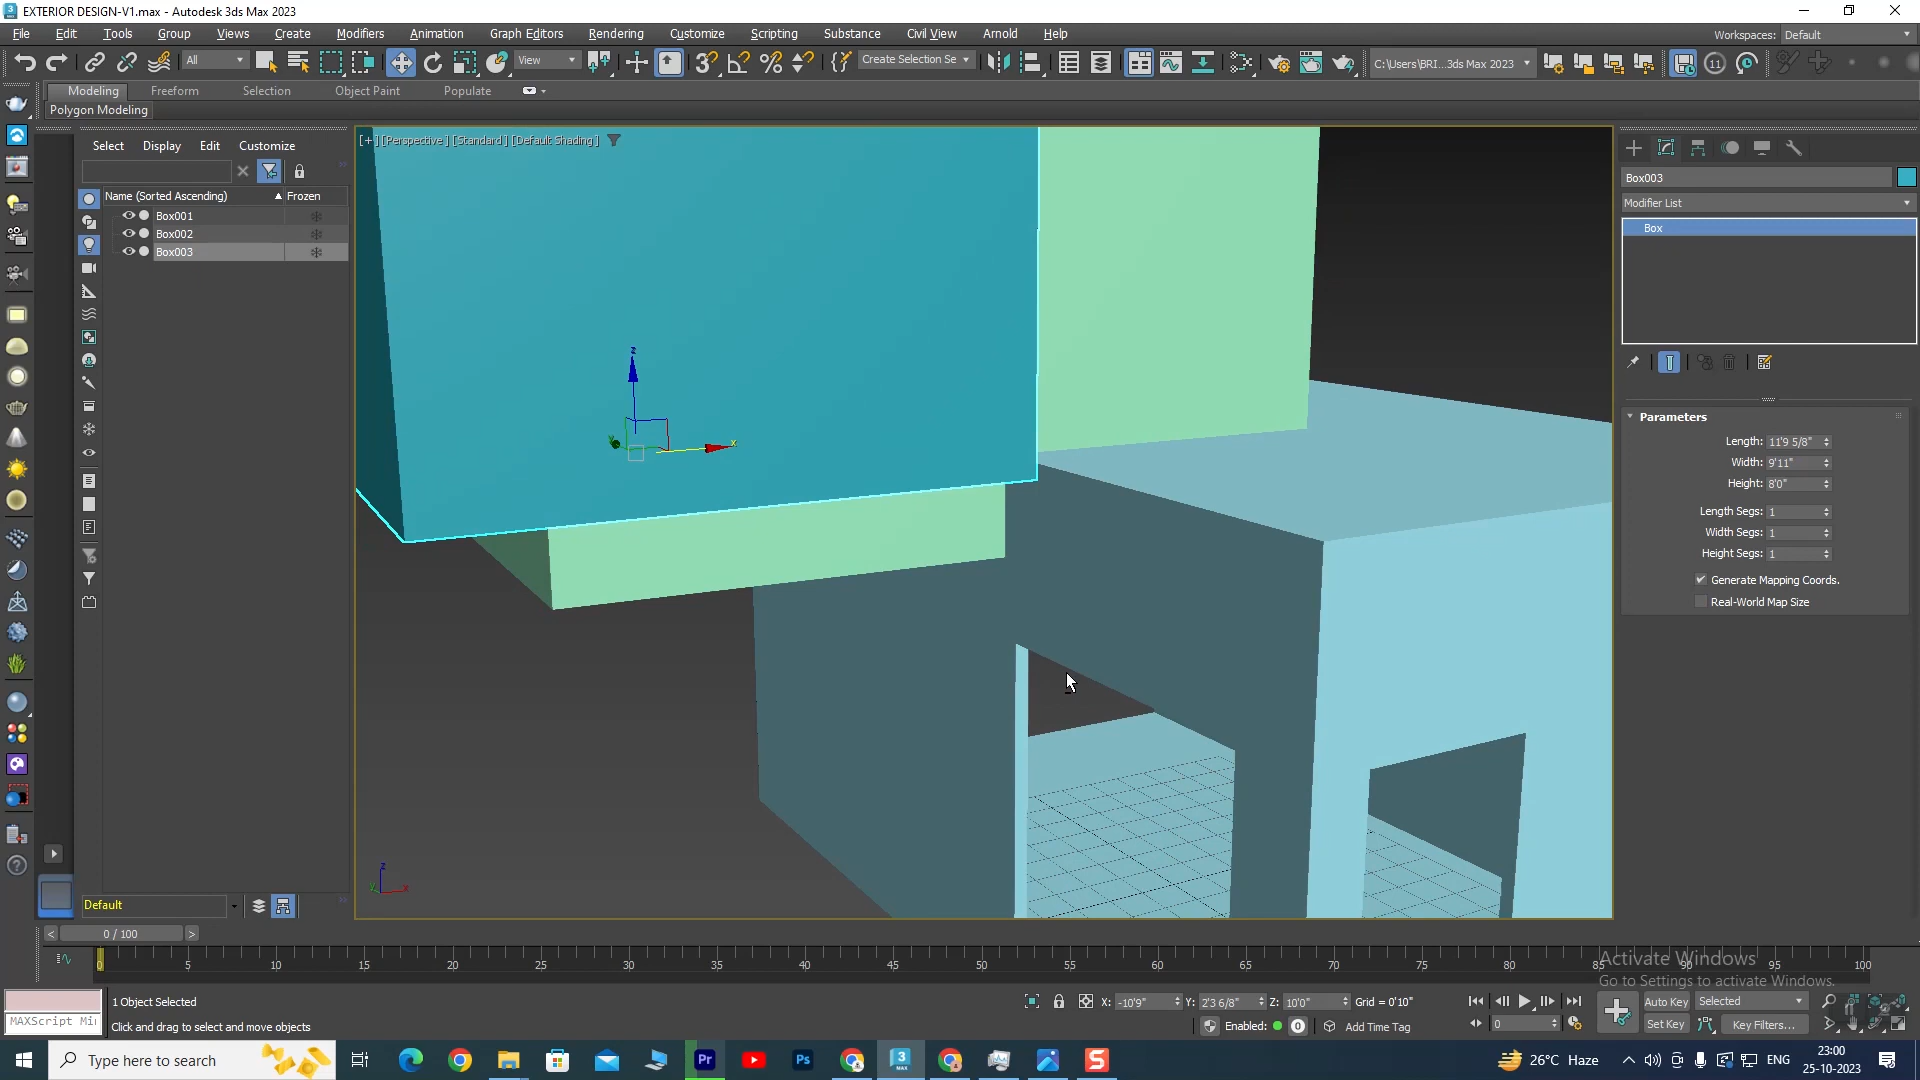 EXTERIOR DESIGN-V1.max - Autodesk 3ds Max 2023
File Edit Tools Group Views Create Modifiers Animation Graph Editors Rendering Customize Scripting Substance Civil View Arnold Help
Workspaces: Default
All View Create Selection Se C:\Users\BRI...3ds Max 2023 11
Modeling Freeform Selection Object Paint Populate
Polygon Modeling
Select Display Edit Customize
[+] [Perspective] [Standard] [Default Shading]
Name (Sorted Ascending) Frozen
Box001
Box002
Box003
z
y
x
z
y
x
Box003
Modifier List
Box
Parameters
Length: 11'9 5/8"
Width: 9'11"
Height: 8'0"
Length Segs: 1
Width Segs: 1
Height Segs: 1
Generate Mapping Coords.
Real-World Map Size
Default
< 0 / 100 >
0 5 10 15 20 25 30 35 40 45 50 55 60 65 70 75 80 85 90 95 100
Activate Windows
Go to Settings to activate Windows.
1 Object Selected
X: -10'9" Y: 2'3 6/8" Z: 10'0" Grid = 0'10"
Auto Key Selected
MAXScript Mi
Click and drag to select and move objects
Enabled: 0 Add Time Tag
0
Set Key Key Filters...
Type here to search
Pr Ps 3 MAX S
26°C Haze ENG 23:00
25-10-2023